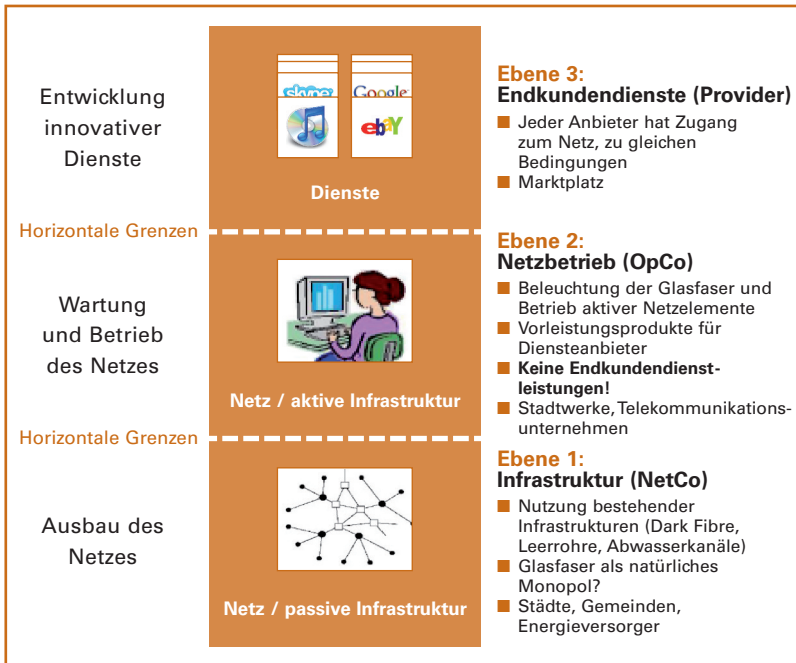 Entwicklung
innovativer
Dienste
skype
Google
ebay
Dienste
Ebene 3:
Endkundendienste (Provider)
■ Jeder Anbieter hat Zugang
zum Netz, zu gleichen
Bedingungen
■ Marktplatz
Horizontale Grenzen
Wartung
und Betrieb
des Netzes
Netz / aktive Infrastruktur
Ebene 2:
Netzbetrieb (OpCo)
■ Beleuchtung der Glasfaser und
Betrieb aktiver Netzelemente
■ Vorleistungsprodukte für
Diensteanbieter
■ Keine Endkundendienst-
leistungen!
■ Stadtwerke, Telekommunikations-
unternehmen
Horizontale Grenzen
Ausbau des
Netzes
Netz / passive Infrastruktur
Ebene 1:
Infrastruktur (NetCo)
■ Nutzung bestehender
Infrastrukturen (Dark Fibre,
Leerrohre, Abwasserkanäle)
■ Glasfaser als natürliches
Monopol?
■ Städte, Gemeinden,
Energieversorger